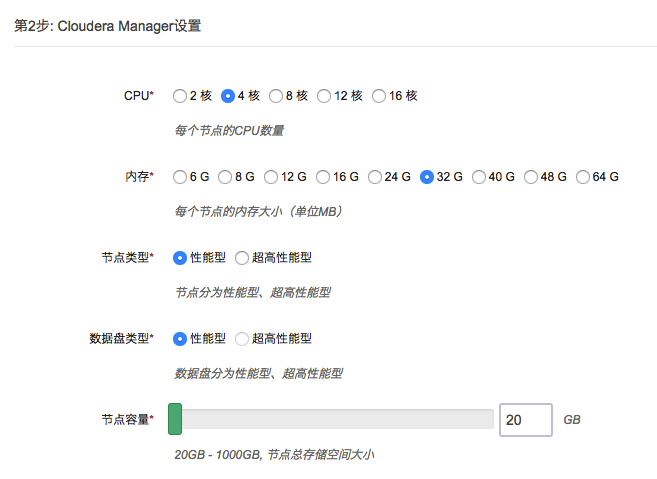 第2步: Cloudera Manager设置
CPU* 2 核 4 核 8 核 12 核 16 核
每个节点的CPU数量
内存* 6 G 8 G 12 G 16 G 24 G 32 G 40 G 48 G 64 G
每个节点的内存大小（单位MB）
节点类型* 性能型 超高性能型
节点分为性能型、超高性能型
数据盘类型* 性能型 超高性能型
数据盘分为性能型、超高性能型
节点容量* 20 GB
20GB - 1000GB, 节点总存储空间大小